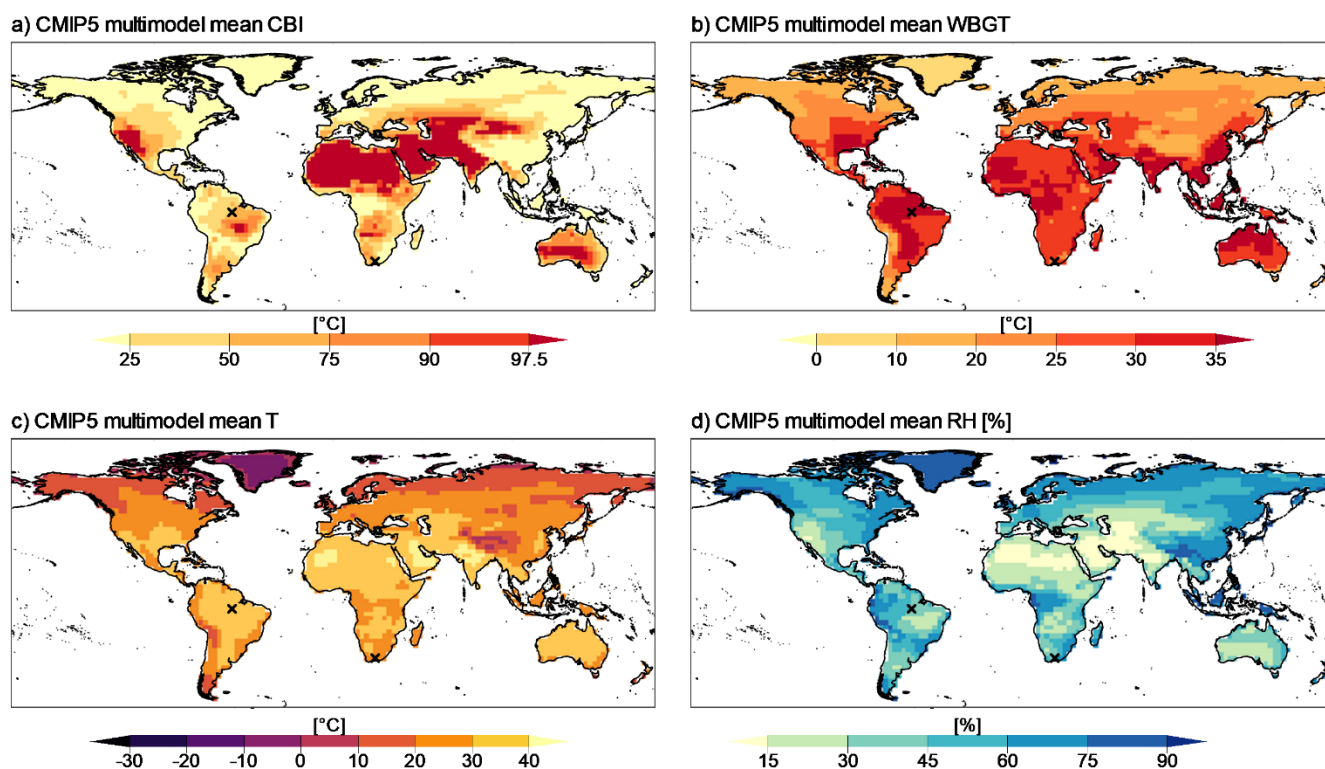 a) CMIP5 multimodel mean CBI
b) CMIP5 multimodel mean WBGT
[°C]
25 50 75 90 97.5
[°C]
0 10 20 25 30 35
c) CMIP5 multimodel mean T
d) CMIP5 multimodel mean RH [%]
[°C]
-30 -20 -10 0 10 20 30 40
[%]
15 30 45 60 75 90